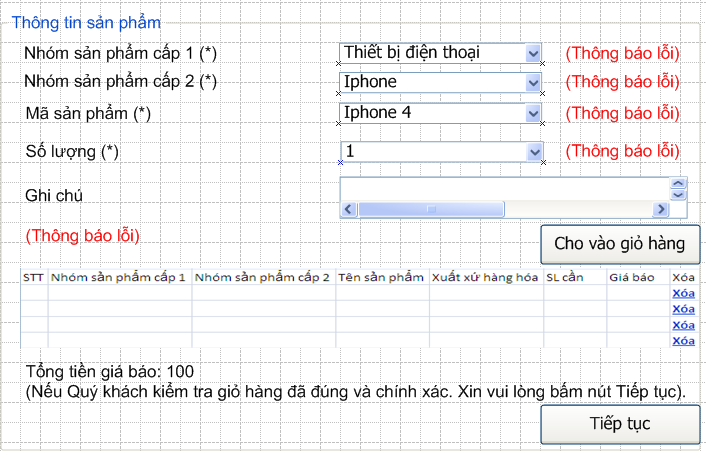 Thông tin sản phẩm
Nhóm sản phẩm cấp 1 (*) Thiết bị điện thoại (Thông báo lỗi)
Nhóm sản phẩm cấp 2 (*) Iphone (Thông báo lỗi)
Mã sản phẩm (*) Iphone 4 (Thông báo lỗi)
Số lượng (*) 1 (Thông báo lỗi)
Ghi chú
(Thông báo lỗi) Cho vào giỏ hàng
STT Nhóm sản phẩm cấp 1 Nhóm sản phẩm cấp 2 Tên sản phẩm Xuất xứ hàng hóa SL cần Giá báo Xóa
Xóa
Xóa
Xóa
Xóa
Tổng tiền giá báo: 100
(Nếu Quý khách kiểm tra giỏ hàng đã đúng và chính xác. Xin vui lòng bấm nút Tiếp tục).
Tiếp tục